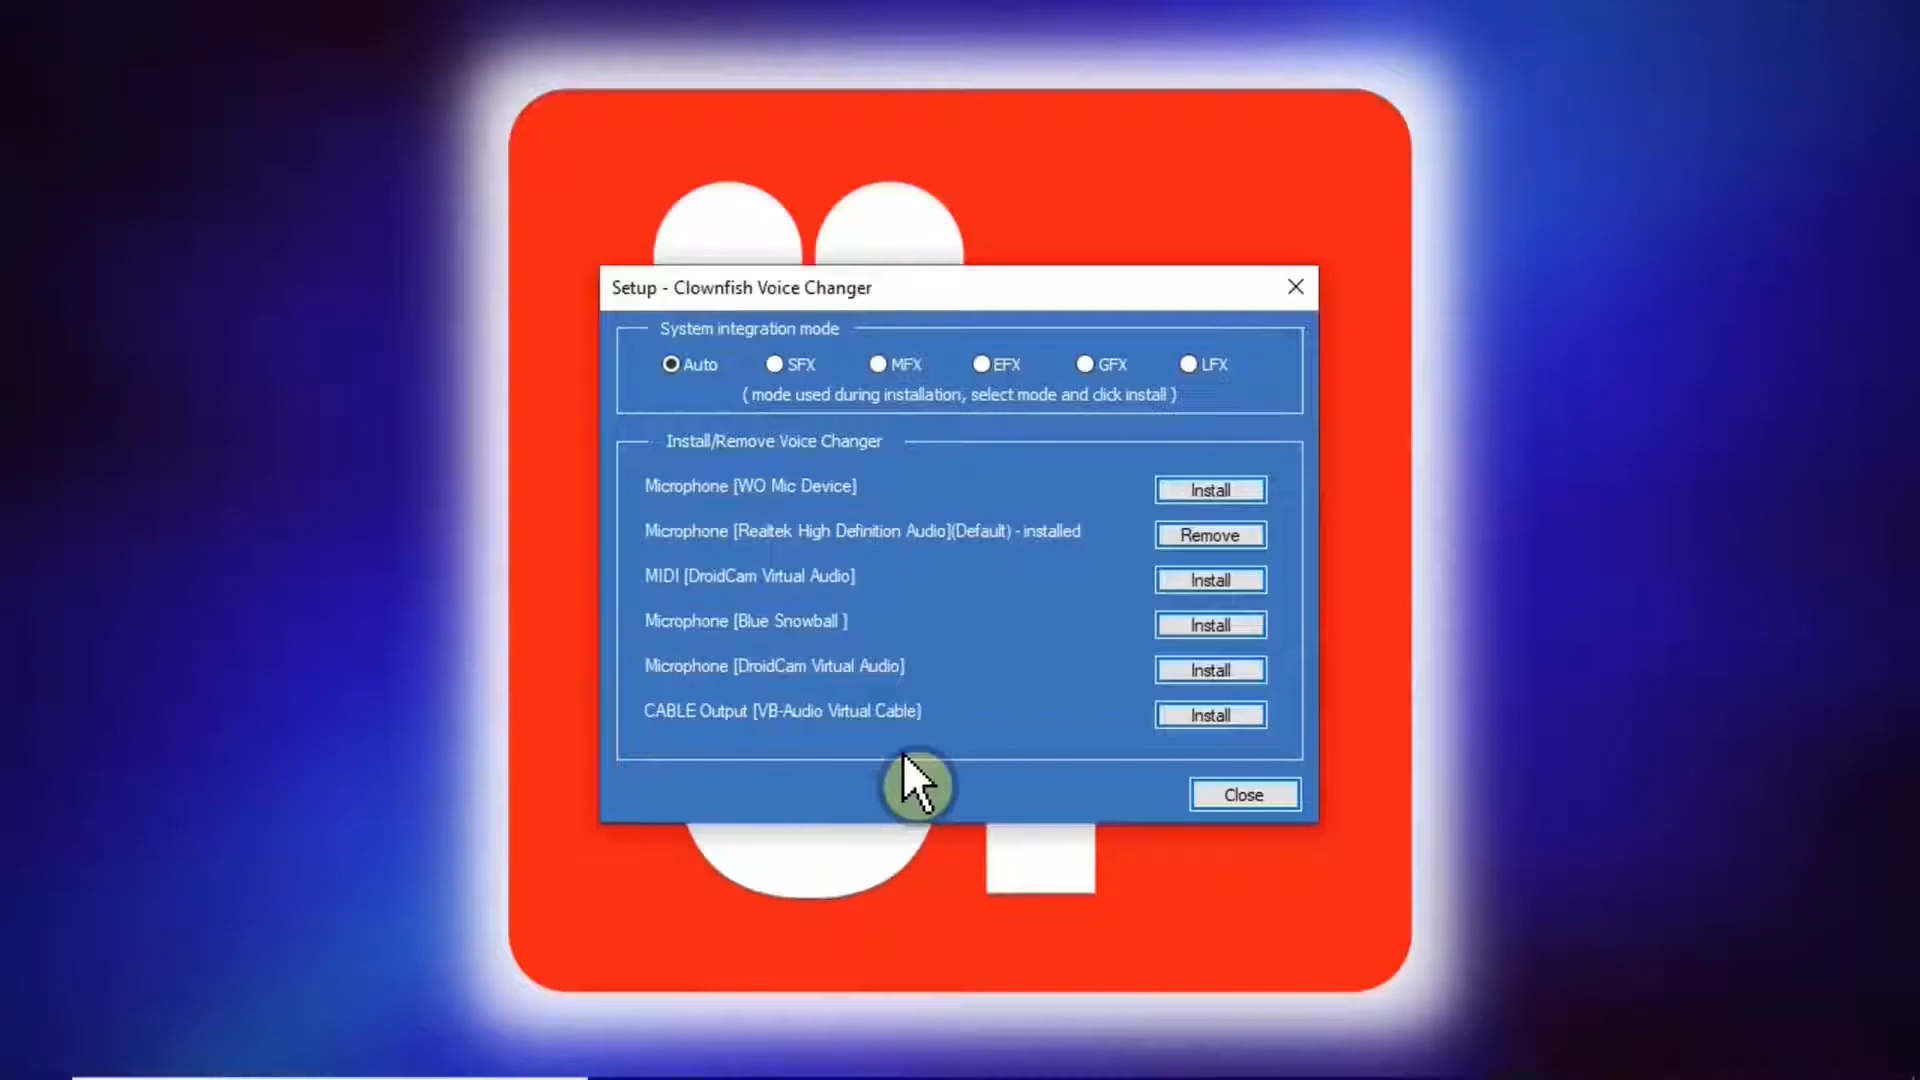 Setup - Clownfish Voice Changer
System integration mode
Auto SFX MFX EFX GFX LFX
( mode used during installation, select mode and click install )
Install/Remove Voice Changer
Microphone [WO Mic Device] Install
Microphone [Realtek High Definition Audio](Default) - installed Remove
MIDI [DroidCam Virtual Audio] Install
Microphone [Blue Snowball ] Install
Microphone [DroidCam Virtual Audio] Install
CABLE Output [VB-Audio Virtual Cable] Install
Close